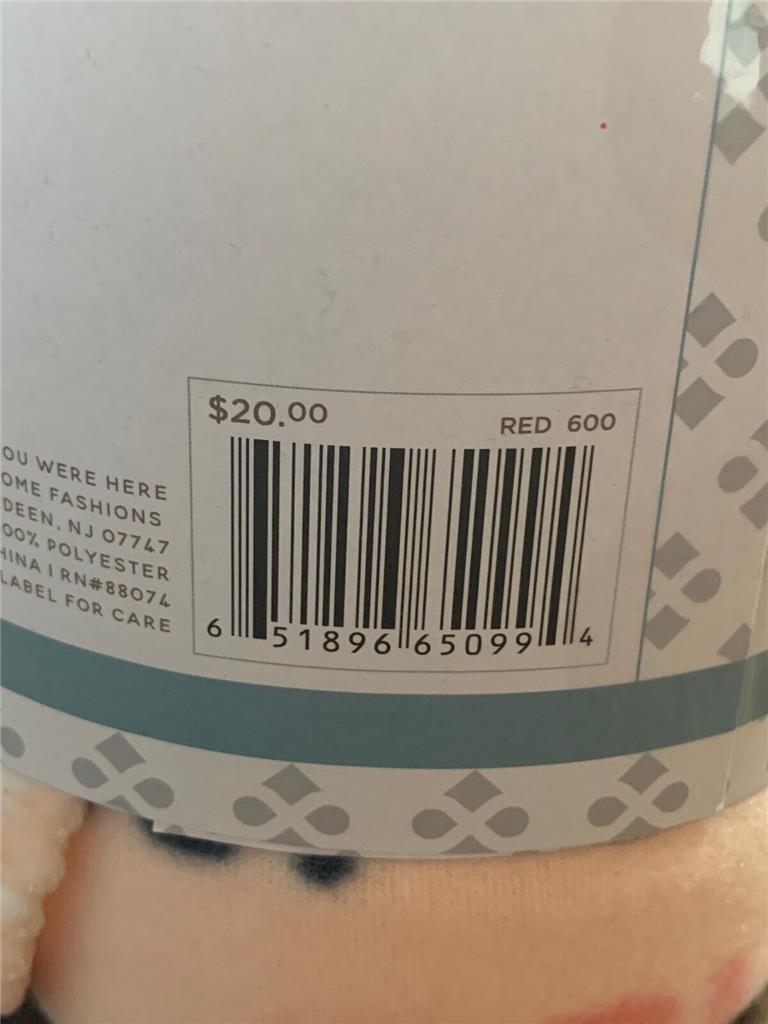 $20.00
RED 600
6 51896 65099 4
OU WERE HERE
OME FASHIONS
DEEN, NJ 07747
00% POLYESTER
HINA | RN#88074
LABEL FOR CARE